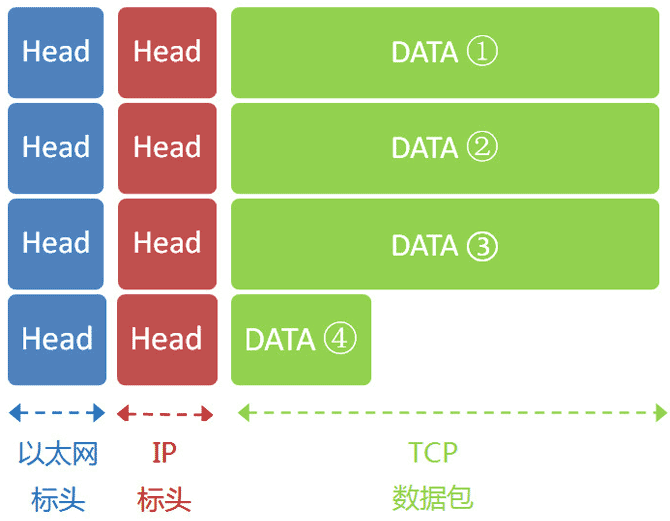 Head Head DATA ①
Head Head DATA ②
Head Head DATA ③
Head Head DATA ④
以太网 IP TCP
标头 标头 数据包